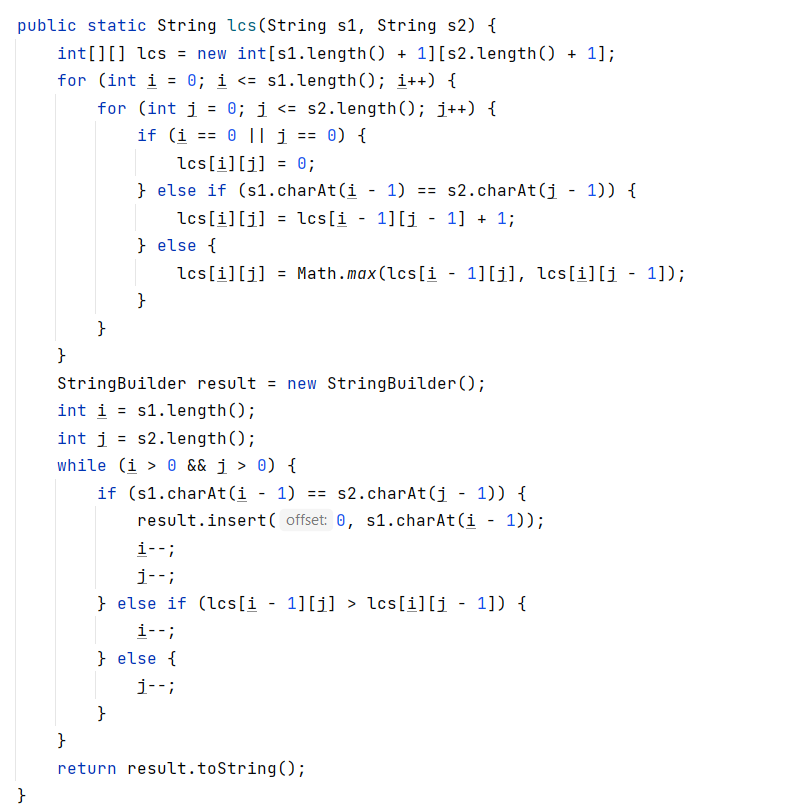 public static String lcs(String s1, String s2) {
    int[][] lcs = new int[s1.length() + 1][s2.length() + 1];
    for (int i = 0; i <= s1.length(); i++) {
        for (int j = 0; j <= s2.length(); j++) {
            if (i == 0 || j == 0) {
                lcs[i][j] = 0;
            } else if (s1.charAt(i - 1) == s2.charAt(j - 1)) {
                lcs[i][j] = lcs[i - 1][j - 1] + 1;
            } else {
                lcs[i][j] = Math.max(lcs[i - 1][j], lcs[i][j - 1]);
            }
        }
    }
    StringBuilder result = new StringBuilder();
    int i = s1.length();
    int j = s2.length();
    while (i > 0 && j > 0) {
        if (s1.charAt(i - 1) == s2.charAt(j - 1)) {
            result.insert( offset: 0, s1.charAt(i - 1));
            i--;
            j--;
        } else if (lcs[i - 1][j] > lcs[i][j - 1]) {
            i--;
        } else {
            j--;
        }
    }
    return result.toString();
}